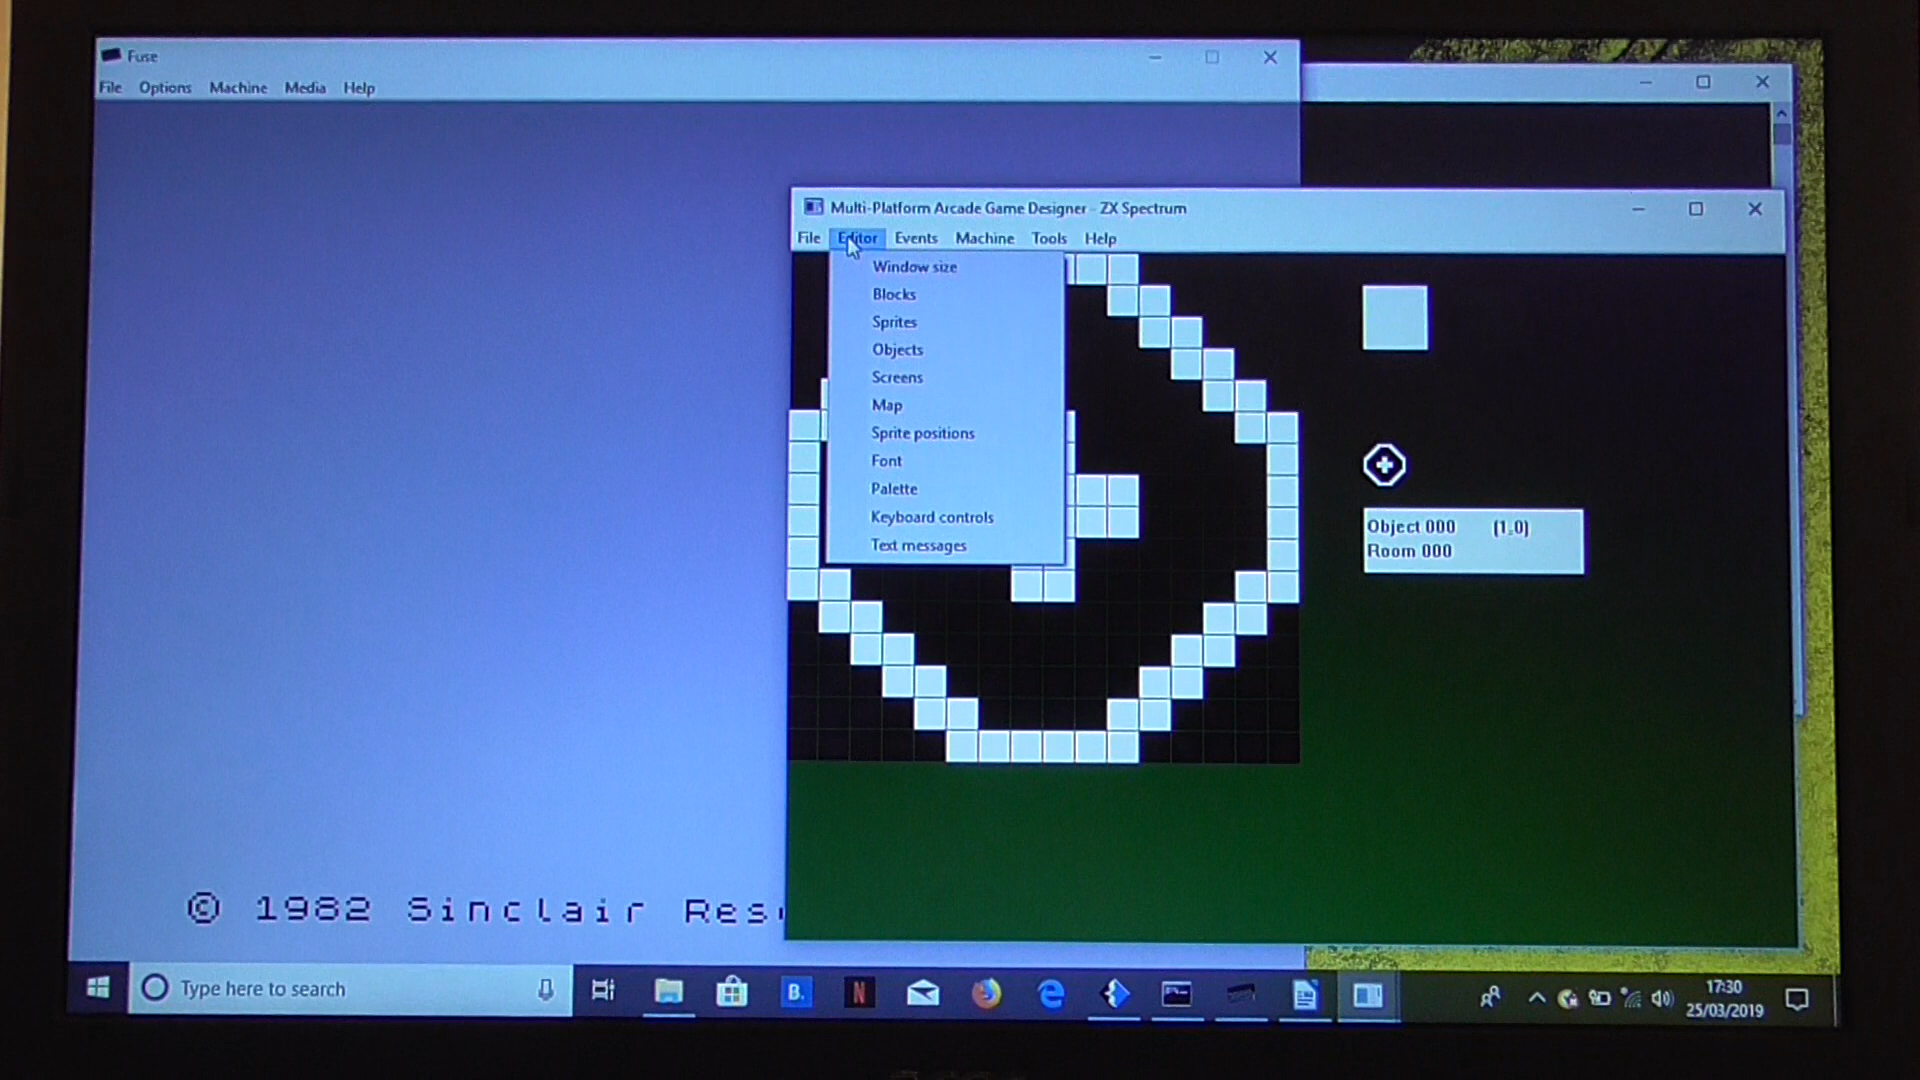 Fuse
File Options Machine Media Help
Multi-Platform Arcade Game Designer - ZX Spectrum
File Editor Events Machine Tools Help
Window size
Blocks
Sprites
Objects
Screens
Map
Sprite positions
Font
Palette
Keyboard controls
Text messages
Object 000 (1,0)
Room 000
© 1982 Sinclair Res
Type here to search
B.
N
17:30
25/03/2019